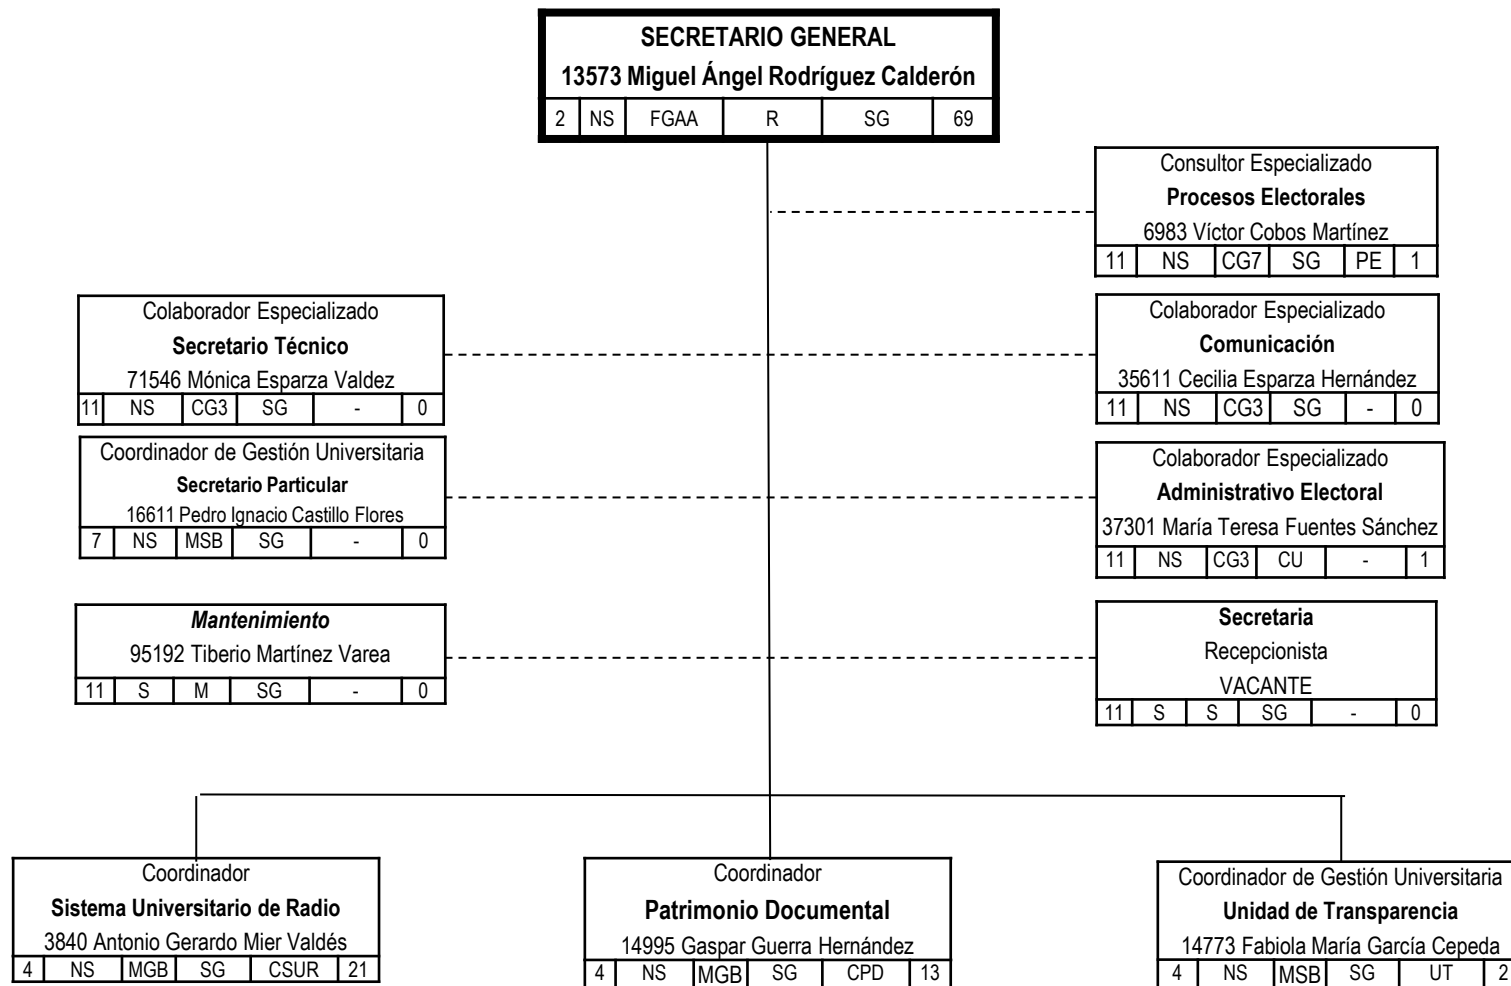 SECRETARIO GENERAL
13573 Miguel Ángel Rodríguez Calderón
2 NS FGAA R SG 69
Consultor Especializado
Procesos Electorales
6983 Víctor Cobos Martínez
11 NS CG7 SG PE 1
Colaborador Especializado
Secretario Técnico
71546 Mónica Esparza Valdez
11 NS CG3 SG - 0
Colaborador Especializado
Comunicación
35611 Cecilia Esparza Hernández
11 NS CG3 SG - 0
Coordinador de Gestión Universitaria
Secretario Particular
16611 Pedro Ignacio Castillo Flores
7 NS MSB SG - 0
Colaborador Especializado
Administrativo Electoral
37301 María Teresa Fuentes Sánchez
11 NS CG3 CU - 1
Mantenimiento
95192 Tiberio Martínez Varea
11 S M SG - 0
Secretaria
Recepcionista
VACANTE
11 S S SG - 0
Coordinador
Sistema Universitario de Radio
3840 Antonio Gerardo Mier Valdés
4 NS MGB SG CSUR 21
Coordinador
Patrimonio Documental
14995 Gaspar Guerra Hernández
4 NS MGB SG CPD 13
Coordinador de Gestión Universitaria
Unidad de Transparencia
14773 Fabiola María García Cepeda
4 NS MSB SG UT 2